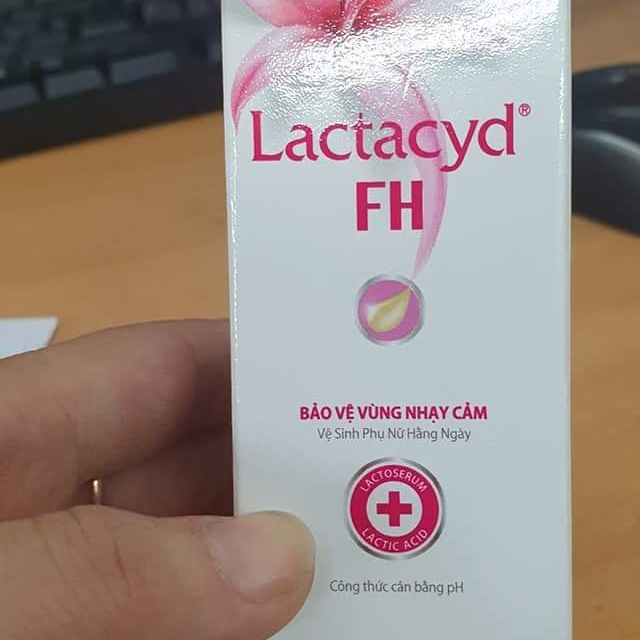 Lactacyd®
FH
BẢO VỆ VÙNG NHẠY CẢM
Vệ Sinh Phụ Nữ Hằng Ngày
LACTOSERUM
LACTIC ACID
Công thức cân bằng pH